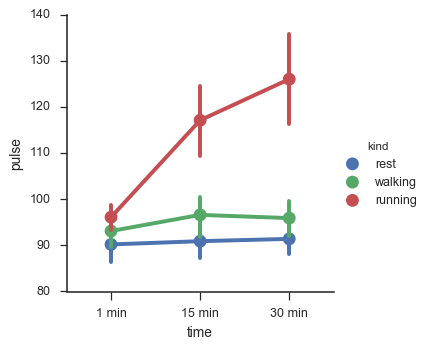 140
130
120
110
100
90
80
pulse
1 min
15 min
30 min
time
kind
rest
walking
running